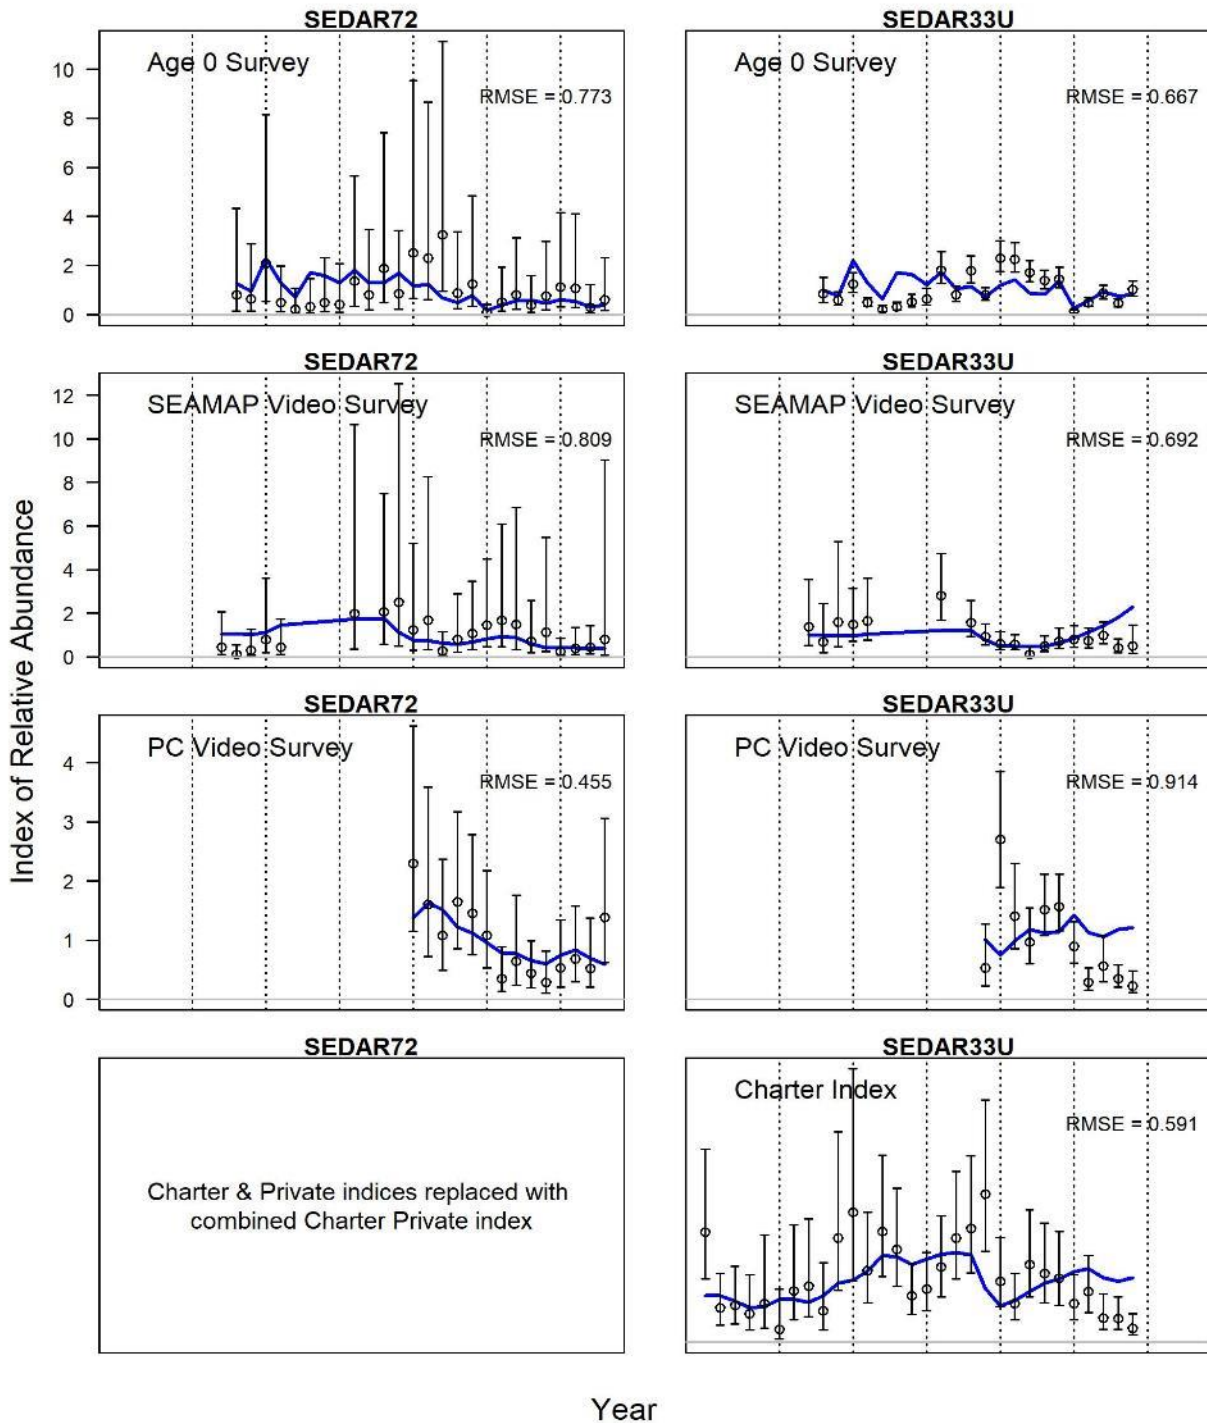 SEDAR72
SEDAR33U
Age 0 Survey
RMSE = 0.773
Age 0 Survey
RMSE = 0.667
10
8
6
4
2
0
SEDAR72
SEDAR33U
SEAMAP Video Survey
RMSE = 0.809
SEAMAP Video Survey
RMSE = 0.692
12
10
8
6
4
2
0
Index of Relative Abundance
SEDAR72
SEDAR33U
PC Video Survey
RMSE = 0.455
PC Video Survey
RMSE = 0.914
4
3
2
1
0
SEDAR72
SEDAR33U
Charter & Private indices replaced with
combined Charter Private index
Charter Index
RMSE = 0.591
Year